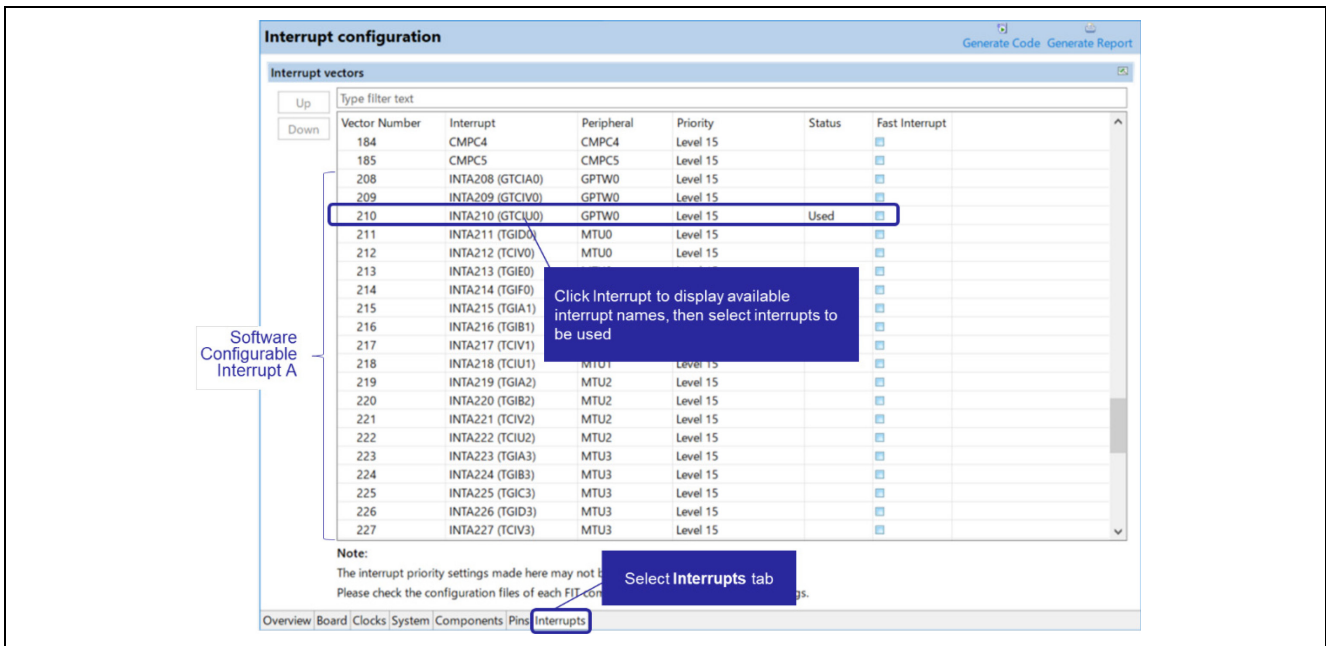 Interrupt configuration
Generate Code Generate Report
Interrupt vectors
Up
Down
Type filter text
Vector Number Interrupt Peripheral Priority Status Fast Interrupt
184 CMPC4 CMPC4 Level 15
185 CMPC5 CMPC5 Level 15
208 INTA208 (GTCIA0) GPTW0 Level 15
209 INTA209 (GTCIV0) GPTW0 Level 15
210 INTA210 (GTCIU0) GPTW0 Level 15 Used
211 INTA211 (TGID0) MTU0 Level 15
212 INTA212 (TCIV0) MTU0 Level 15
213 INTA213 (TGIE0)
214 INTA214 (TGIF0)
215 INTA215 (TGIA1)
216 INTA216 (TGIB1)
217 INTA217 (TCIV1)
218 INTA218 (TCIU1) MTU1 Level 15
219 INTA219 (TGIA2) MTU2 Level 15
220 INTA220 (TGIB2) MTU2 Level 15
221 INTA221 (TCIV2) MTU2 Level 15
222 INTA222 (TCIU2) MTU2 Level 15
223 INTA223 (TGIA3) MTU3 Level 15
224 INTA224 (TGIB3) MTU3 Level 15
225 INTA225 (TGIC3) MTU3 Level 15
226 INTA226 (TGID3) MTU3 Level 15
227 INTA227 (TCIV3) MTU3 Level 15
Click Interrupt to display available
interrupt names, then select interrupts to
be used
Software
Configurable
Interrupt A
Note:
The interrupt priority settings made here may not
Please check the configuration files of each FIT
Select Interrupts tab
Overview Board Clocks System Components Pins Interrupts